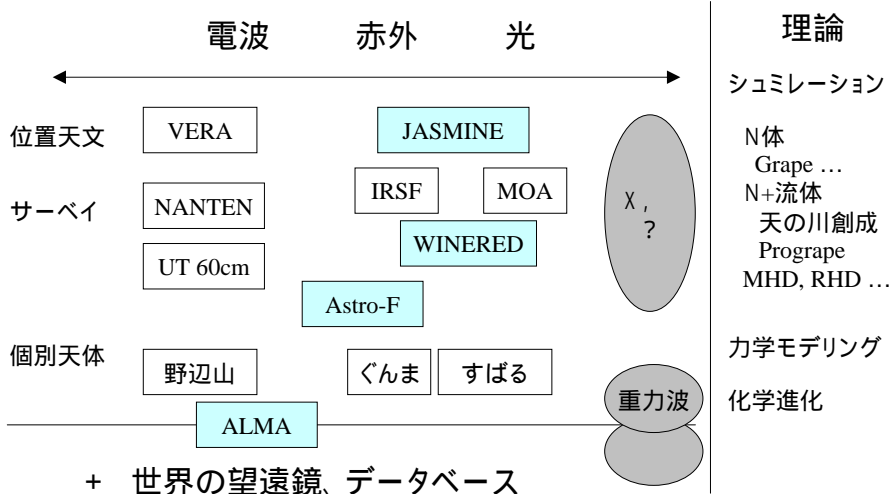 電波 赤外 光
理論
シュミレーション
位置天文 VERA JASMINE
N体
Grape …
サーベイ NANTEN IRSF MOA
X,
?
N+流体
天の川創成
WINERED
UT 60cm
Progrape
MHD, RHD …
Astro-F
個別天体 野辺山 ぐんま すばる
力学モデリング
重力波
化学進化
ALMA
+ 世界の望遠鏡、データベース